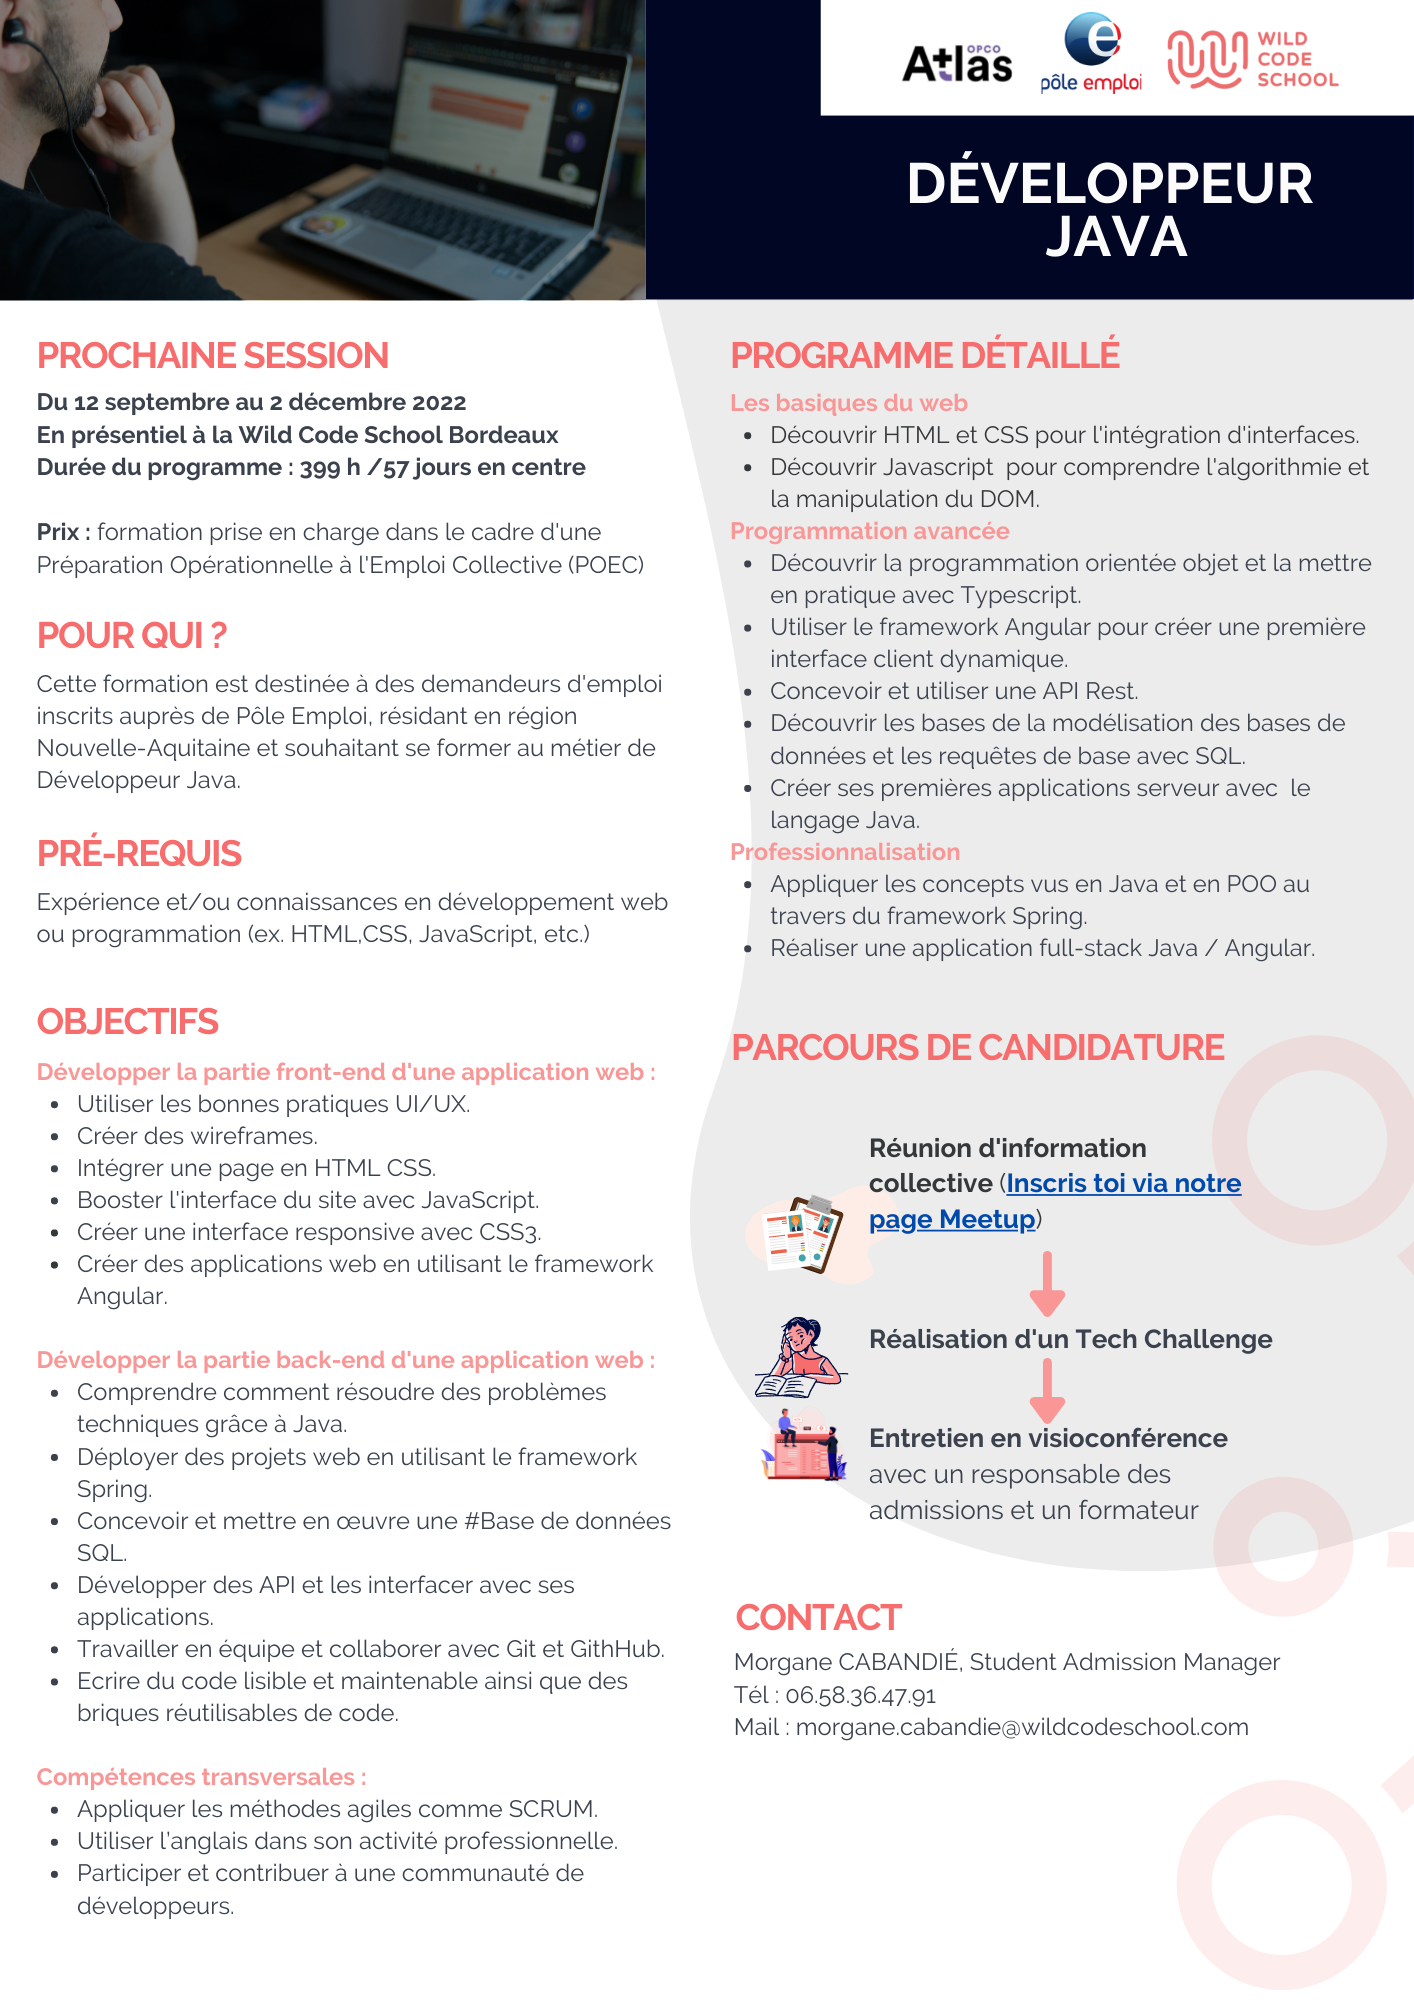 Atlas
OPCO
pôle emploi
WILD
CODE
SCHOOL
DÉVELOPPEUR
JAVA
PROCHAINE SESSION
Du 12 septembre au 2 décembre 2022
En présentiel à la Wild Code School Bordeaux
Durée du programme : 399 h /57 jours en centre
Prix : formation prise en charge dans le cadre d'une
Préparation Opérationnelle à l'Emploi Collective (POEC)
POUR QUI ?
Cette formation est destinée à des demandeurs d'emploi
inscrits auprès de Pôle Emploi, résidant en région
Nouvelle-Aquitaine et souhaitant se former au métier de
Développeur Java.
PRÉ-REQUIS
Expérience et/ou connaissances en développement web
ou programmation (ex. HTML,CSS, JavaScript, etc.)
OBJECTIFS
Développer la partie front-end d'une application web :
• Utiliser les bonnes pratiques UI/UX.
• Créer des wireframes.
• Intégrer une page en HTML CSS.
• Booster l'interface du site avec JavaScript.
• Créer une interface responsive avec CSS3.
• Créer des applications web en utilisant le framework
Angular.
Développer la partie back-end d'une application web :
• Comprendre comment résoudre des problèmes
techniques grâce à Java.
• Déployer des projets web en utilisant le framework
Spring.
• Concevoir et mettre en œuvre une #Base de données
SQL.
• Développer des API et les interfacer avec ses
applications.
• Travailler en équipe et collaborer avec Git et GithHub.
• Ecrire du code lisible et maintenable ainsi que des
briques réutilisables de code.
Compétences transversales :
• Appliquer les méthodes agiles comme SCRUM.
• Utiliser l'anglais dans son activité professionnelle.
• Participer et contribuer à une communauté de
développeurs.
PROGRAMME DÉTAILLÉ
Les basiques du web
• Découvrir HTML et CSS pour l'intégration d'interfaces.
• Découvrir Javascript pour comprendre l'algorithmie et
la manipulation du DOM.
Programmation avancée
• Découvrir la programmation orientée objet et la mettre
en pratique avec Typescript.
• Utiliser le framework Angular pour créer une première
interface client dynamique.
• Concevoir et utiliser une API Rest.
• Découvrir les bases de la modélisation des bases de
données et les requêtes de base avec SQL.
• Créer ses premières applications serveur avec le
langage Java.
Professionnalisation
• Appliquer les concepts vus en Java et en POO au
travers du framework Spring.
• Réaliser une application full-stack Java / Angular.
PARCOURS DE CANDIDATURE
Réunion d'information
collective (Inscris toi via notre
page Meetup)
Réalisation d'un Tech Challenge
Entretien en visioconférence
avec un responsable des
admissions et un formateur
CONTACT
Morgane CABANDIÉ, Student Admission Manager
Tél : 06.58.36.47.91
Mail : morgane.cabandie@wildcodeschool.com